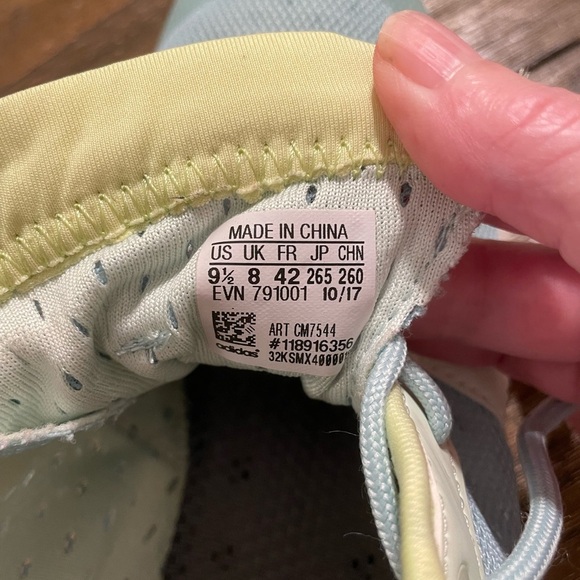 MADE IN CHINA
US UK FR JP CHN
9½ 8 42 265 260
EVN 791001 10/17
ART CM7544
adidas #118916356